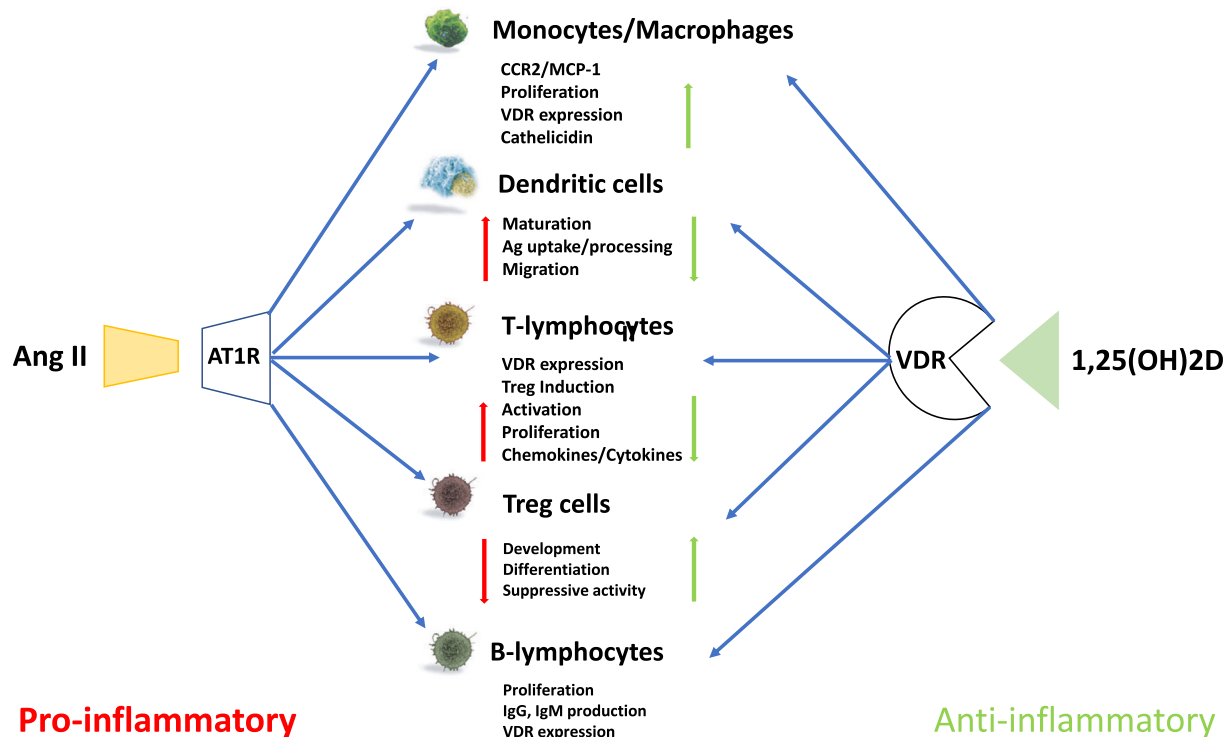 Monocytes/Macrophages
CCR2/MCP-1
Proliferation
VDR expression
Cathelicidin
Dendritic cells
Maturation
Ag uptake/processing
Migration
T-lymphocytes
VDR expression
Treg Induction
Activation
Proliferation
Chemokines/Cytokines
Ang II
AT1R
VDR
1,25(OH)2D
Treg cells
Development
Differentiation
Suppressive activity
B-lymphocytes
Proliferation
IgG, IgM production
VDR expression
Pro-inflammatory
Anti-inflammatory